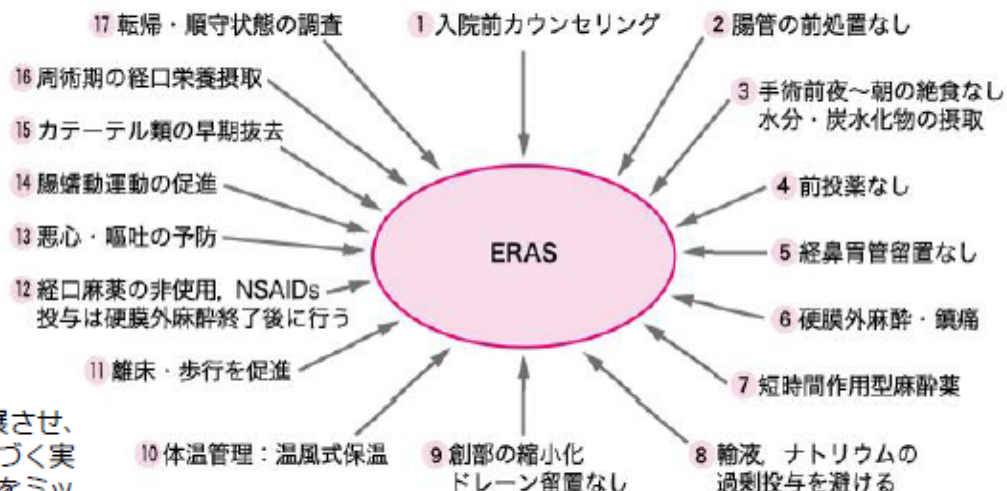 17 転帰・順守状態の調査
1 入院前カウンセリング
2 腸管の前処置なし
16 周術期の経口栄養摂取
3 手術前夜〜朝の絶食なし
水分・炭水化物の摂取
15 カテーテル類の早期抜去
14 腸蠕動運動の促進
4 前投薬なし
13 悪心・嘔吐の予防
ERAS
5 経鼻胃管留置なし
12 経口麻薬の非使用, NSAIDs
投与は硬膜外麻酔終了後に行う
6 硬膜外麻酔・鎮痛
11 離床・歩行を促進
7 短時間作用型麻酔薬
展させ、
づく実
をミッ
10 体温管理：温風式保温
9 創部の縮小化
ドレーン留置なし
8 輸液, ナトリウムの
過剰投与を避ける